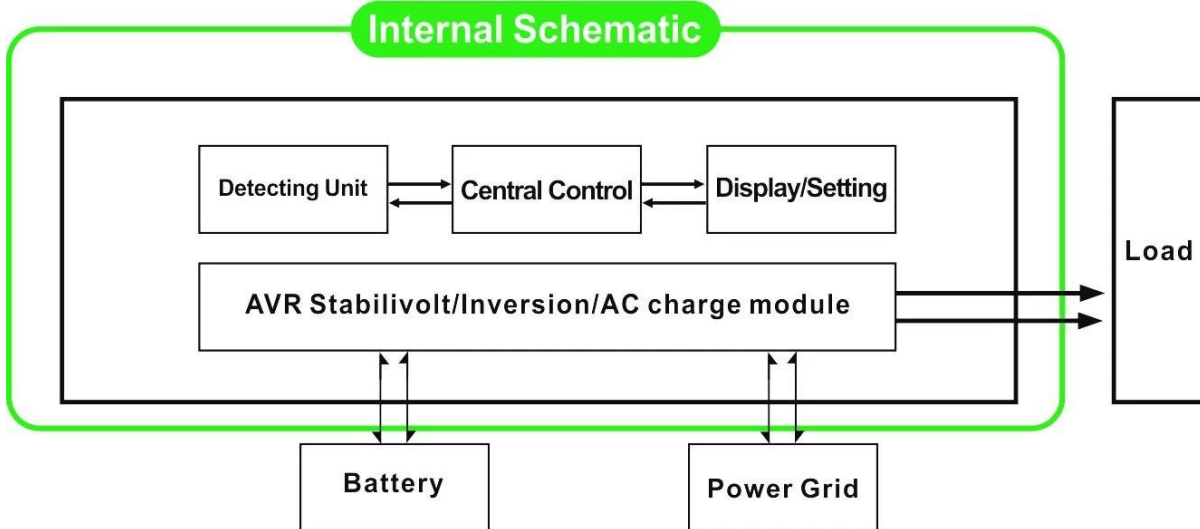 Internal Schematic
Detecting Unit
Central Control
Display/Setting
Load
AVR Stabilivolt/Inversion/AC charge module
Battery
Power Grid